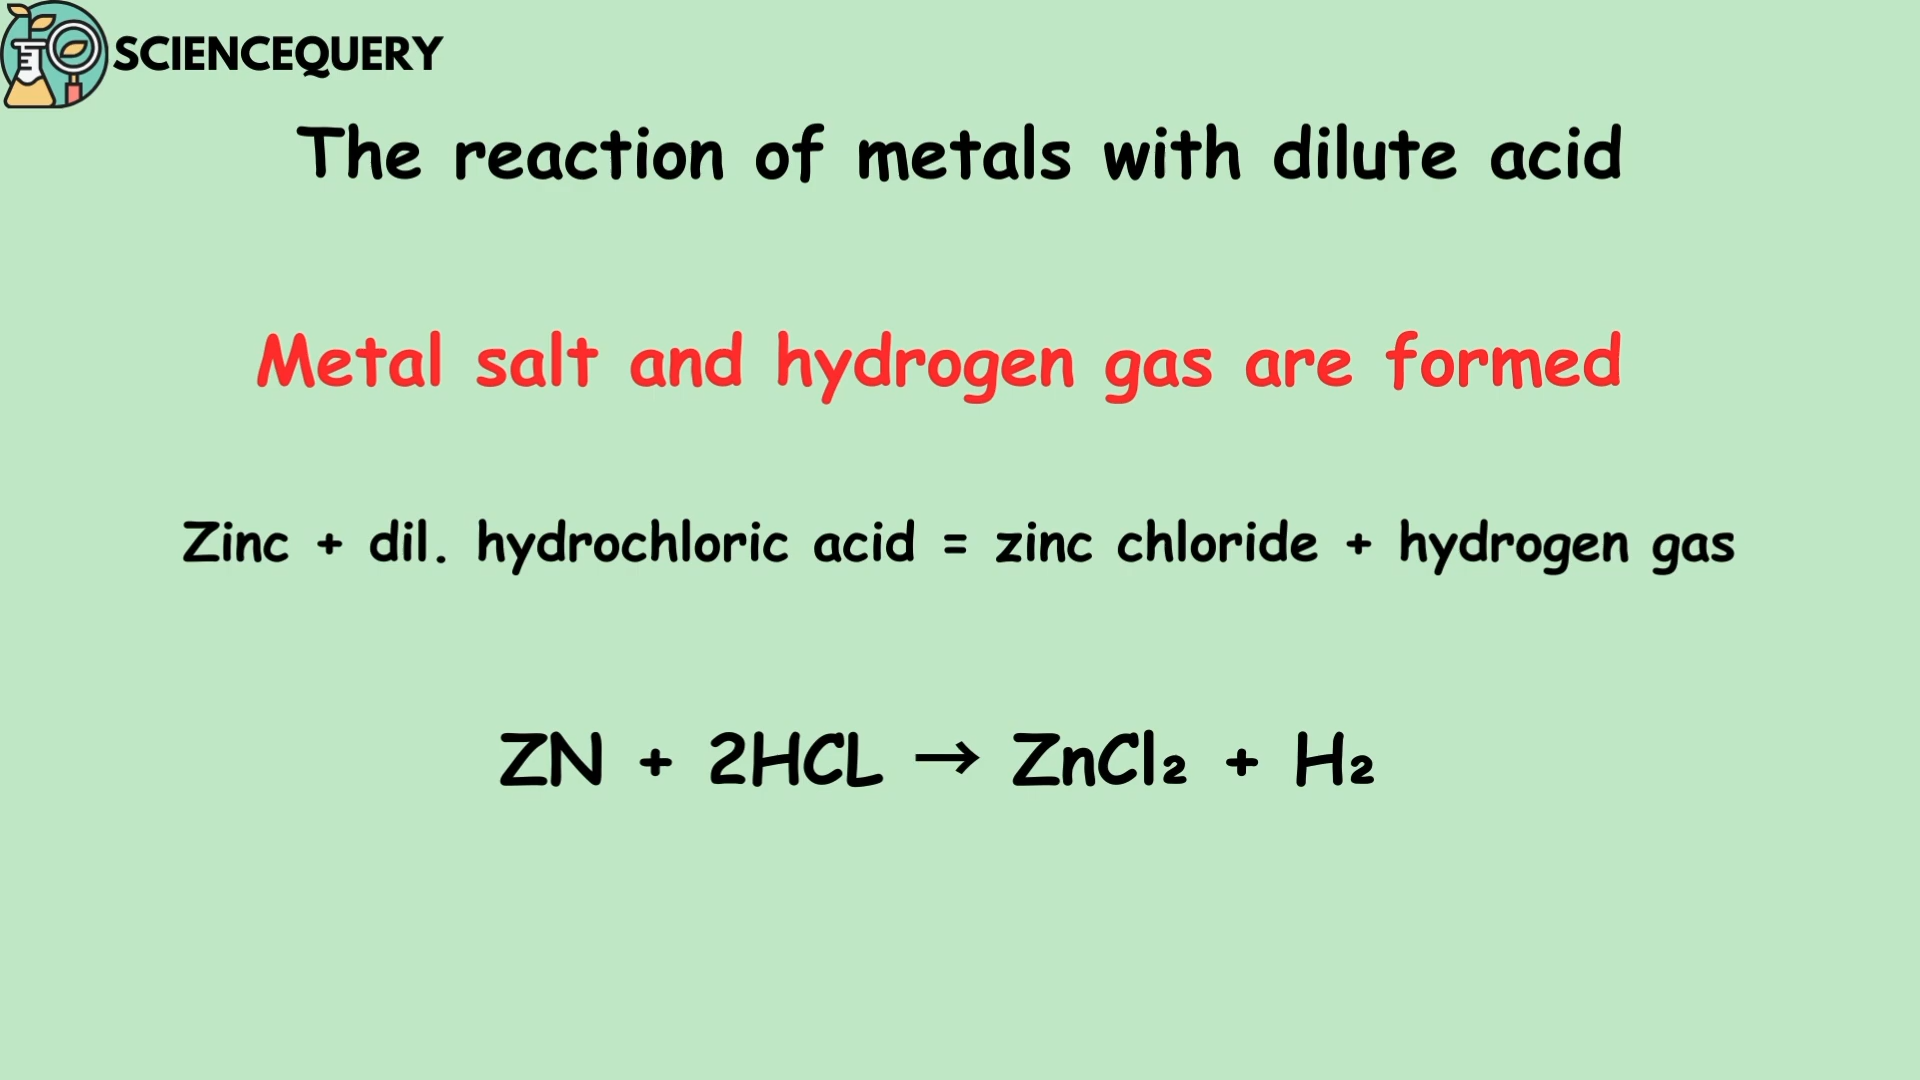 SCIENCEQUERY
The reaction of metals with dilute acid
Metal salt and hydrogen gas are formed
Zinc + dil. hydrochloric acid = zinc chloride + hydrogen gas
ZN + 2HCL → ZnCl₂ + H₂